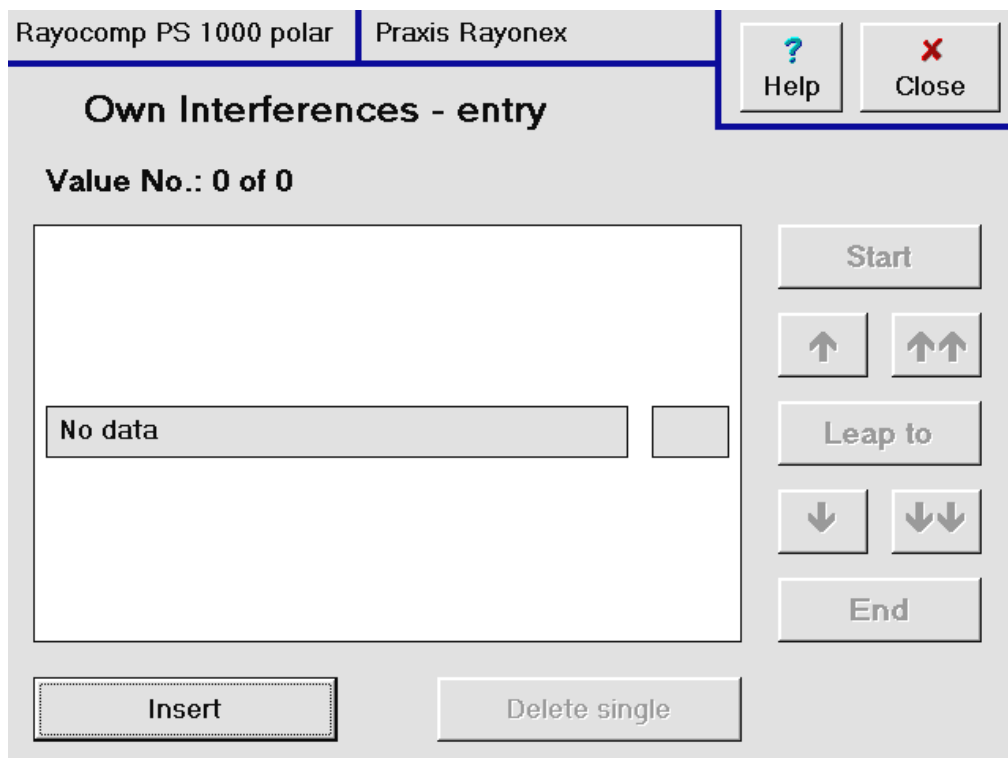 Rayocomp PS 1000 polar
Praxis Rayonex
? Help
x Close
Own Interferences - entry
Value No.: 0 of 0
Start
No data
Leap to
End
Insert
Delete single